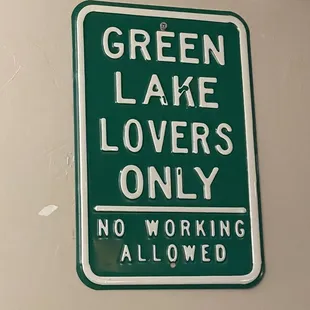 GREEN
LAKE
LOVERS
ONLY
NO WORKING
ALLOWED